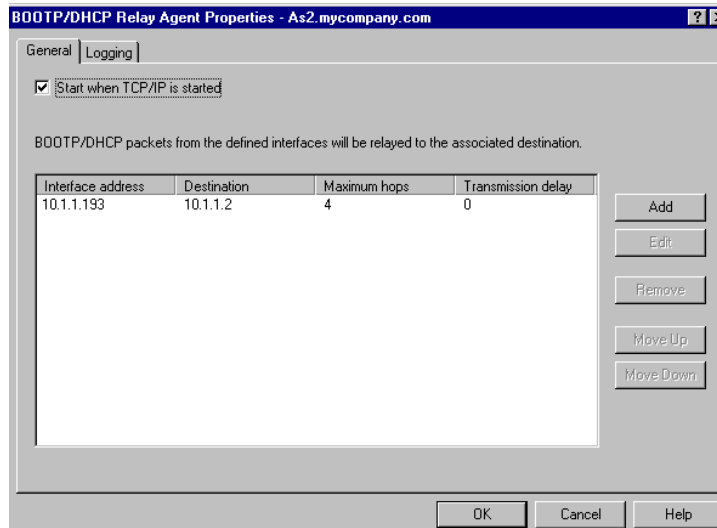 BOOTP/DHCP Relay Agent Properties - As2.mycompany.com
General Logging
Start when TCP/IP is started
BOOTP/DHCP packets from the defined interfaces will be relayed to the associated destination.
Interface address Destination Maximum hops Transmission delay
10.1.1.193 10.1.1.2 4 0
Add
Edit
Remove
Move Up
Move Down
OK Cancel Help